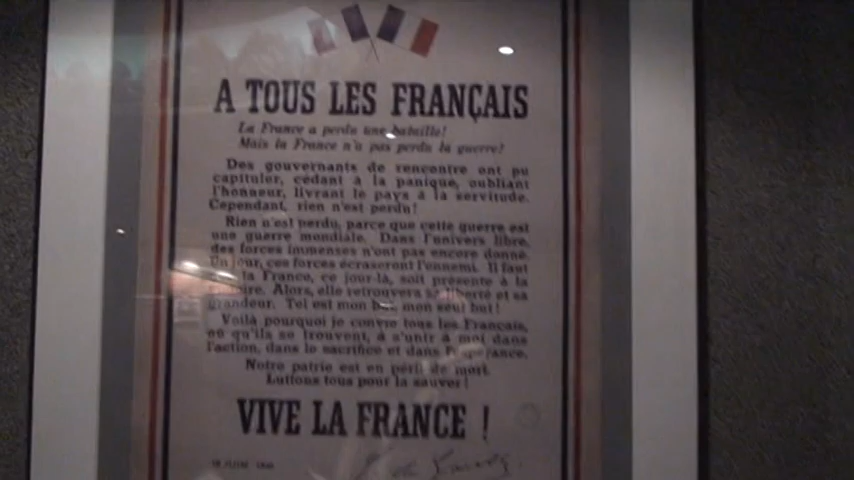 A TOUS LES FRANÇAIS
La France a perdu une bataille!
Mais la France n'a pas perdu la guerre!
Des gouvernants de rencontre ont pu
capituler, cédant à la panique, oubliant
l'honneur, livrant le pays à la servitude.
Cependant, rien n'est perdu!
Rien n'est perdu, parce que cette guerre est
une guerre mondiale. Dans l'univers libre,
des forces immenses n'ont pas encore donné.
Un jour, ces forces écraseront l'ennemi. Il faut
que la France, ce jour-là, soit présente à la
victoire. Alors, elle retrouvera sa liberté et sa
grandeur. Tel est mon but, mon seul but!
Voilà pourquoi je convie tous les Français,
où qu'ils se trouvent, à s'unir à moi dans
l'action, dans le sacrifice et dans l'espérance.
Notre patrie est en péril de mort.
Luttons tous pour la sauver!
VIVE LA FRANCE !